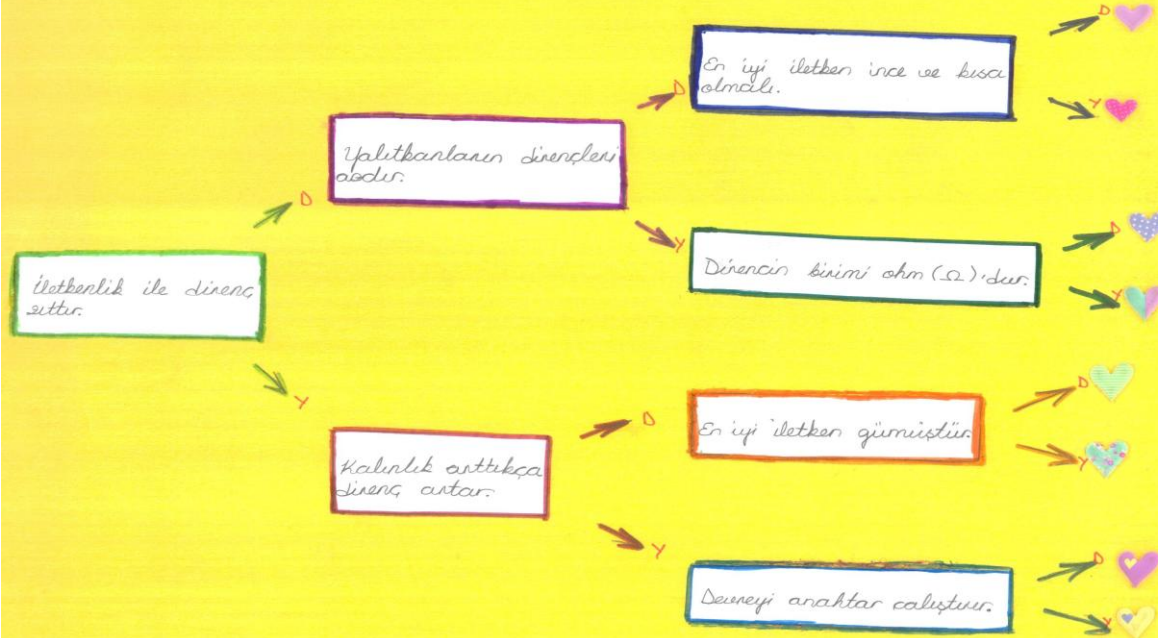 En iyi iletken ince ve kısa
olmalı.
Yalıtkanların dirençleri
azdır.
İletkenlik ile direnç
zıttır.
Direncin birimi ohm (Ω)'dur.
En iyi iletken gümüştür.
Kalınlık arttıkça
direnç artar.
Devreyi anahtar çalıştırır.
D
Y
D
Y
D
Y
D
Y
D
Y
D
Y
D
Y